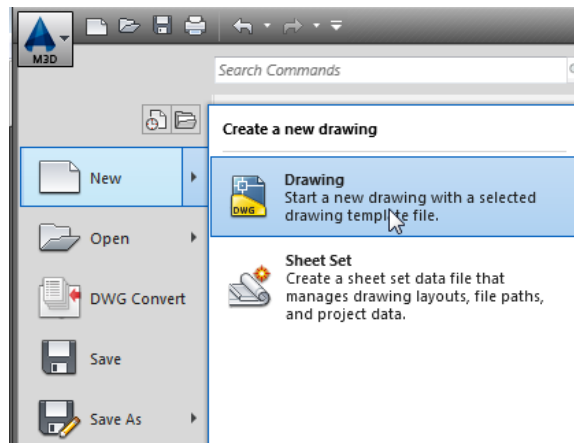 M3D
Search Commands
Create a new drawing
New
Drawing
Start a new drawing with a selected
drawing template file.
DWG
Open
Sheet Set
Create a sheet set data file that
manages drawing layouts, file paths,
and project data.
DWG Convert
Save
Save As